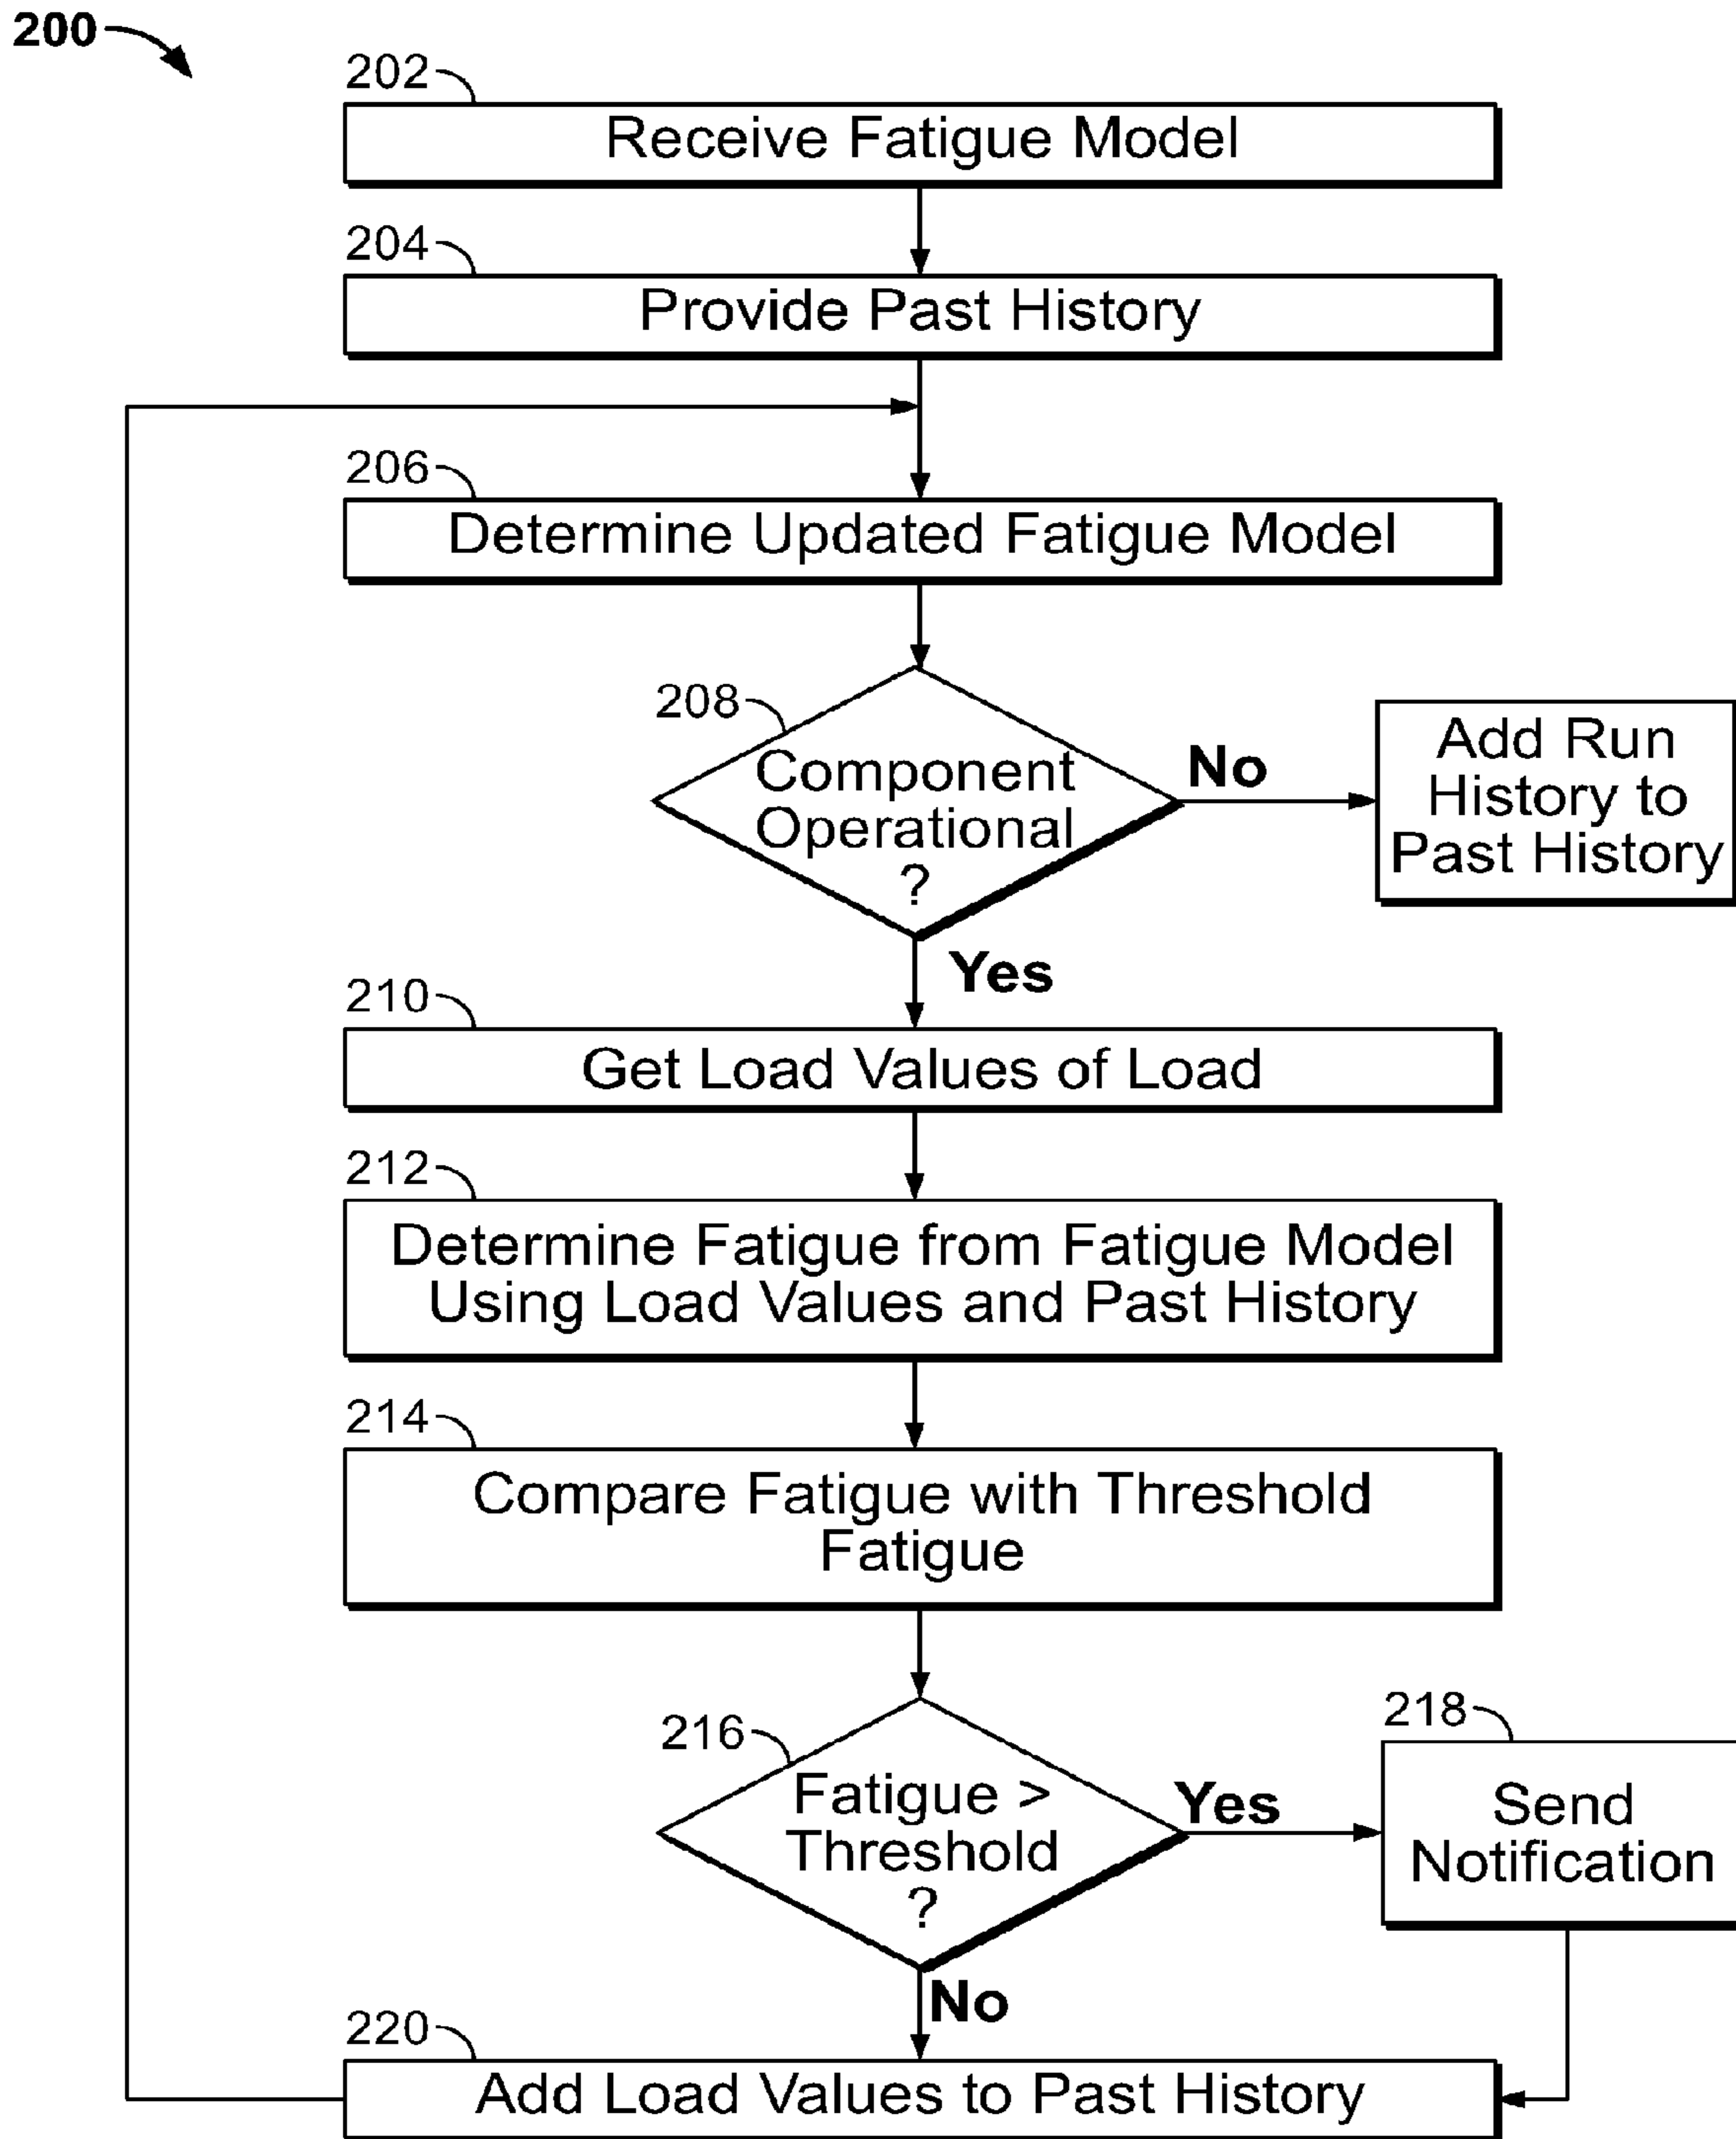 200
202
Receive Fatigue Model
204
Provide Past History
206
Determine Updated Fatigue Model
208
Component
Operational
?
No
Add Run
History to
Past History
Yes
210
Get Load Values of Load
212
Determine Fatigue from Fatigue Model
Using Load Values and Past History
214
Compare Fatigue with Threshold
Fatigue
216
Fatigue >
Threshold
?
Yes
218
Send
Notification
No
220
Add Load Values to Past History